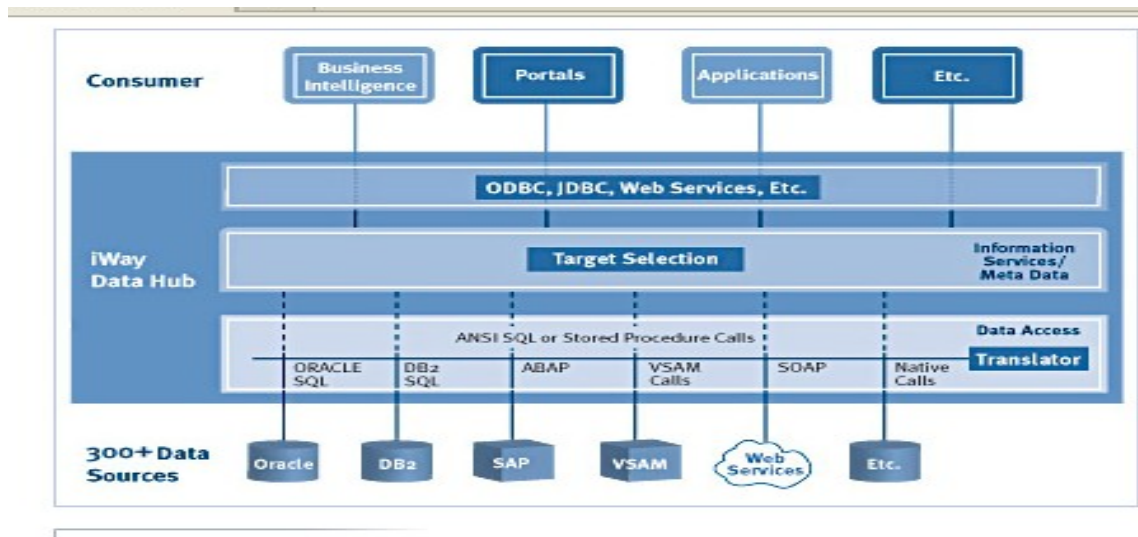 Consumer
Business
Intelligence
Portals
Applications
Etc.
ODBC, JDBC, Web Services, Etc.
iWay
Data Hub
Target Selection
Information
Services/
Meta Data
ANSI SQL or Stored Procedure Calls
Data Access
Translator
ORACLE
SQL
DB2
SQL
ABAP
VSAM
Calls
SOAP
Native
Calls
300+Data
Sources
Oracle
DB2
SAP
VSAM
Web
Services
Etc.